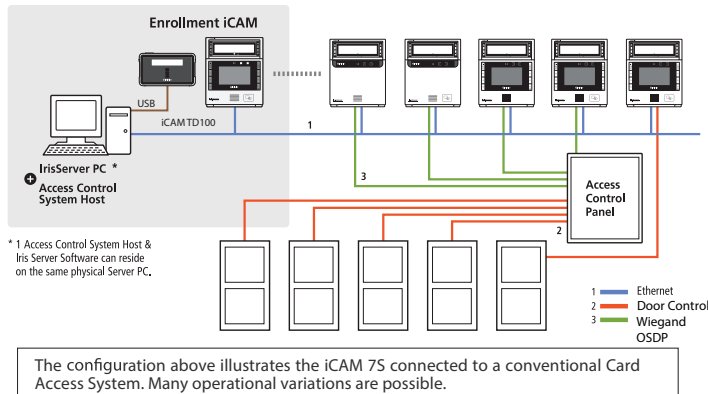 Enrollment iCAM
USB
iCAM TD100
1
IrisServer PC *
Access Control
System Host
3
Access
Control
Panel
2
* 1 Access Control System Host &
Iris Server Software can reside
on the same physical Server PC.
1 Ethernet
2 Door Control
3 Wiegand
OSDP
The configuration above illustrates the iCAM 7S connected to a conventional Card
Access System. Many operational variations are possible.